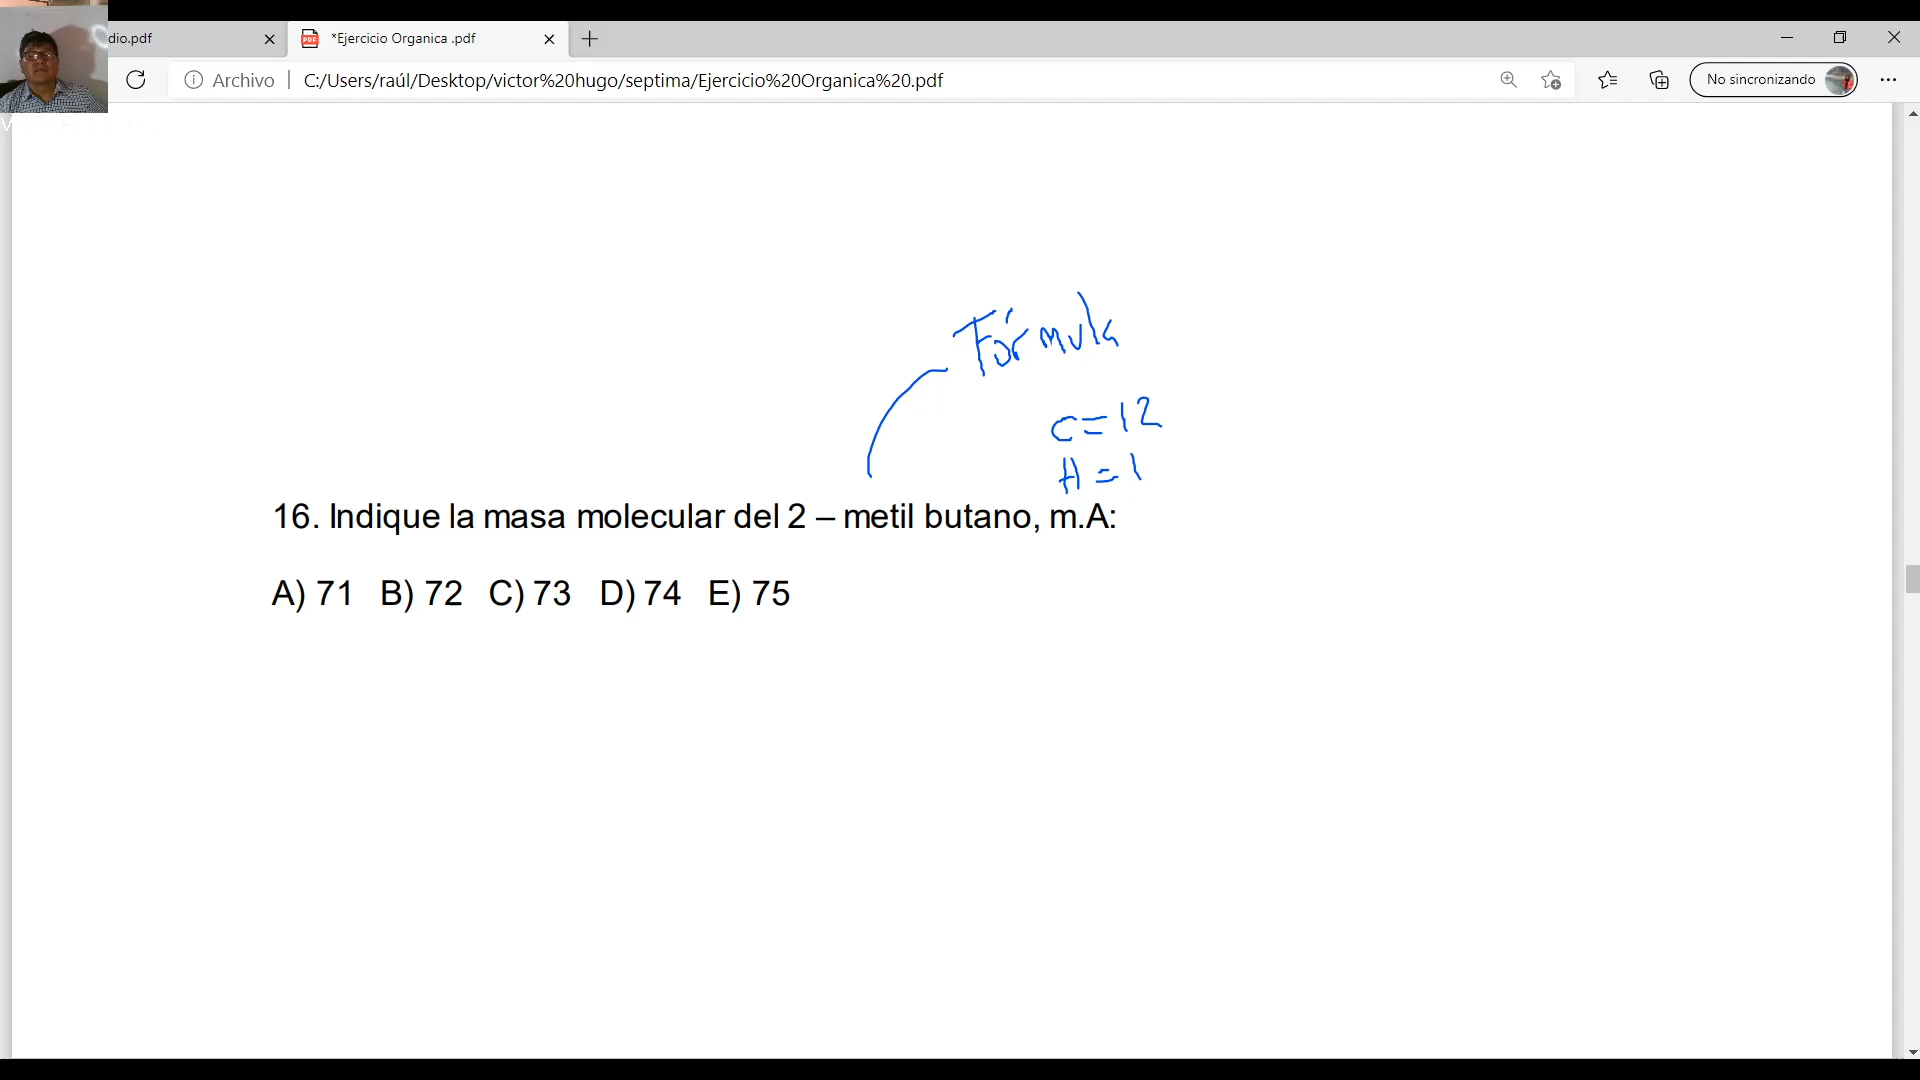 dio.pdf
*Ejercicio Organica .pdf
Archivo
C:/Users/raúl/Desktop/victor%20hugo/septima/Ejercicio%20Organica%20.pdf
No sincronizando
Fórmula
C=12
H=1
16. Indique la masa molecular del 2 – metil butano, m.A:
A) 71 B) 72 C) 73 D) 74 E) 75